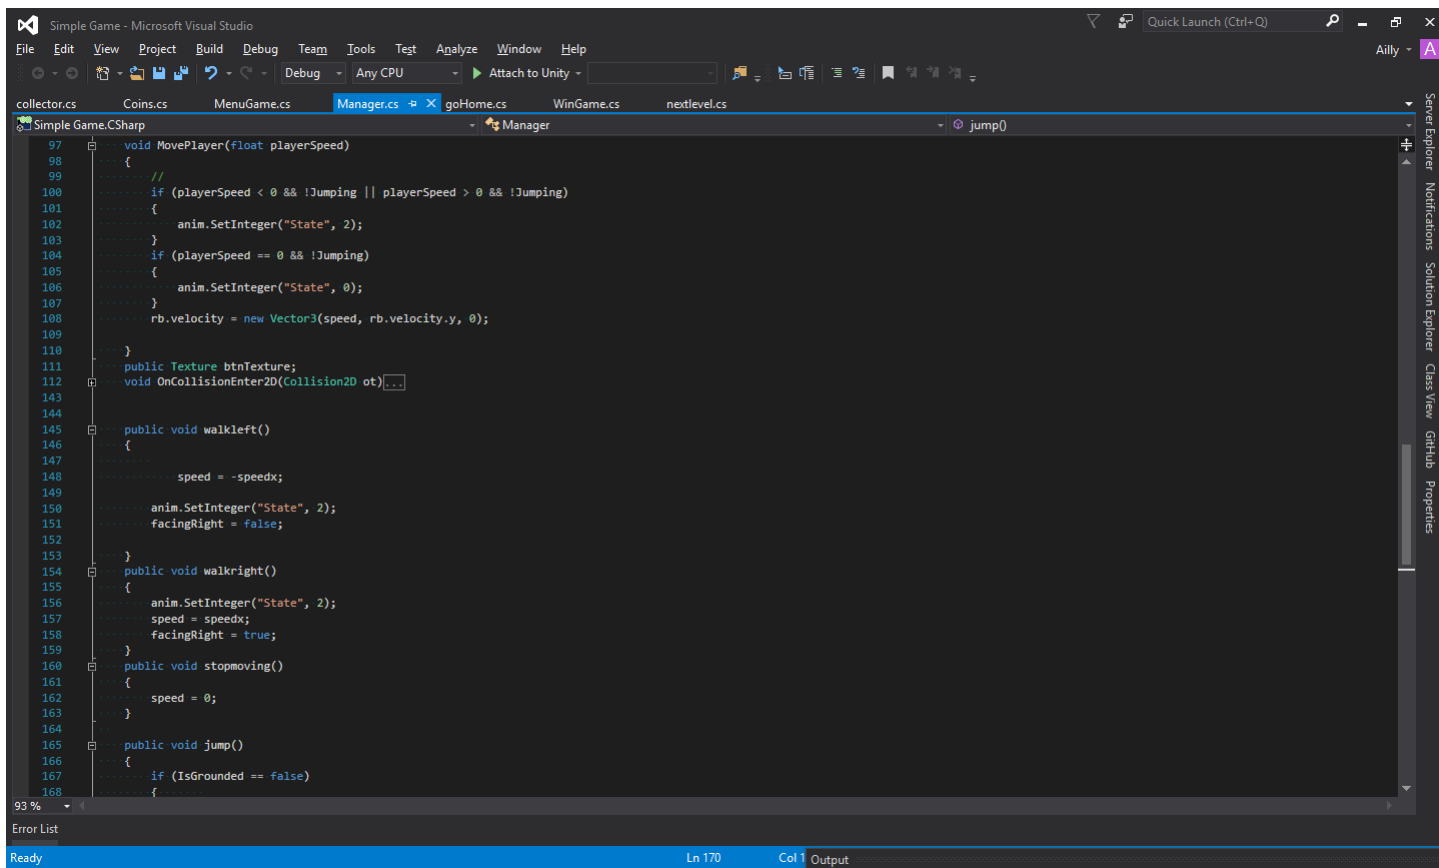 Simple Game - Microsoft Visual Studio
Quick Launch (Ctrl+Q)
File Edit View Project Build Debug Team Tools Test Analyze Window Help
Ailly
A
Debug
Any CPU
Attach to Unity
collector.cs
Coins.cs
MenuGame.cs
Manager.cs
goHome.cs
WinGame.cs
nextlevel.cs
Simple Game.CSharp
Manager
jump()
97 void MovePlayer(float playerSpeed)
98 {
99 //
100 if (playerSpeed < 0 && !Jumping || playerSpeed > 0 && !Jumping)
101 {
102 anim.SetInteger("State", 2);
103 }
104 if (playerSpeed == 0 && !Jumping)
105 {
106 anim.SetInteger("State", 0);
107 }
108 rb.velocity = new Vector3(speed, rb.velocity.y, 0);
109
110 }
111 public Texture btnTexture;
112 void OnCollisionEnter2D(Collision2D ot)...
143
144
145 public void walkleft()
146 {
147
148 speed = -speedx;
149
150 anim.SetInteger("State", 2);
151 facingRight = false;
152
153 }
154 public void walkright()
155 {
156 anim.SetInteger("State", 2);
157 speed = speedx;
158 facingRight = true;
159 }
160 public void stopmoving()
161 {
162 speed = 0;
163 }
164
165 public void jump()
166 {
167 if (IsGrounded == false)
168 {
93 %
Error List
Ready
Ln 170
Col 1
Output
Server Explorer
Notifications
Solution Explorer
Class View
GitHub
Properties